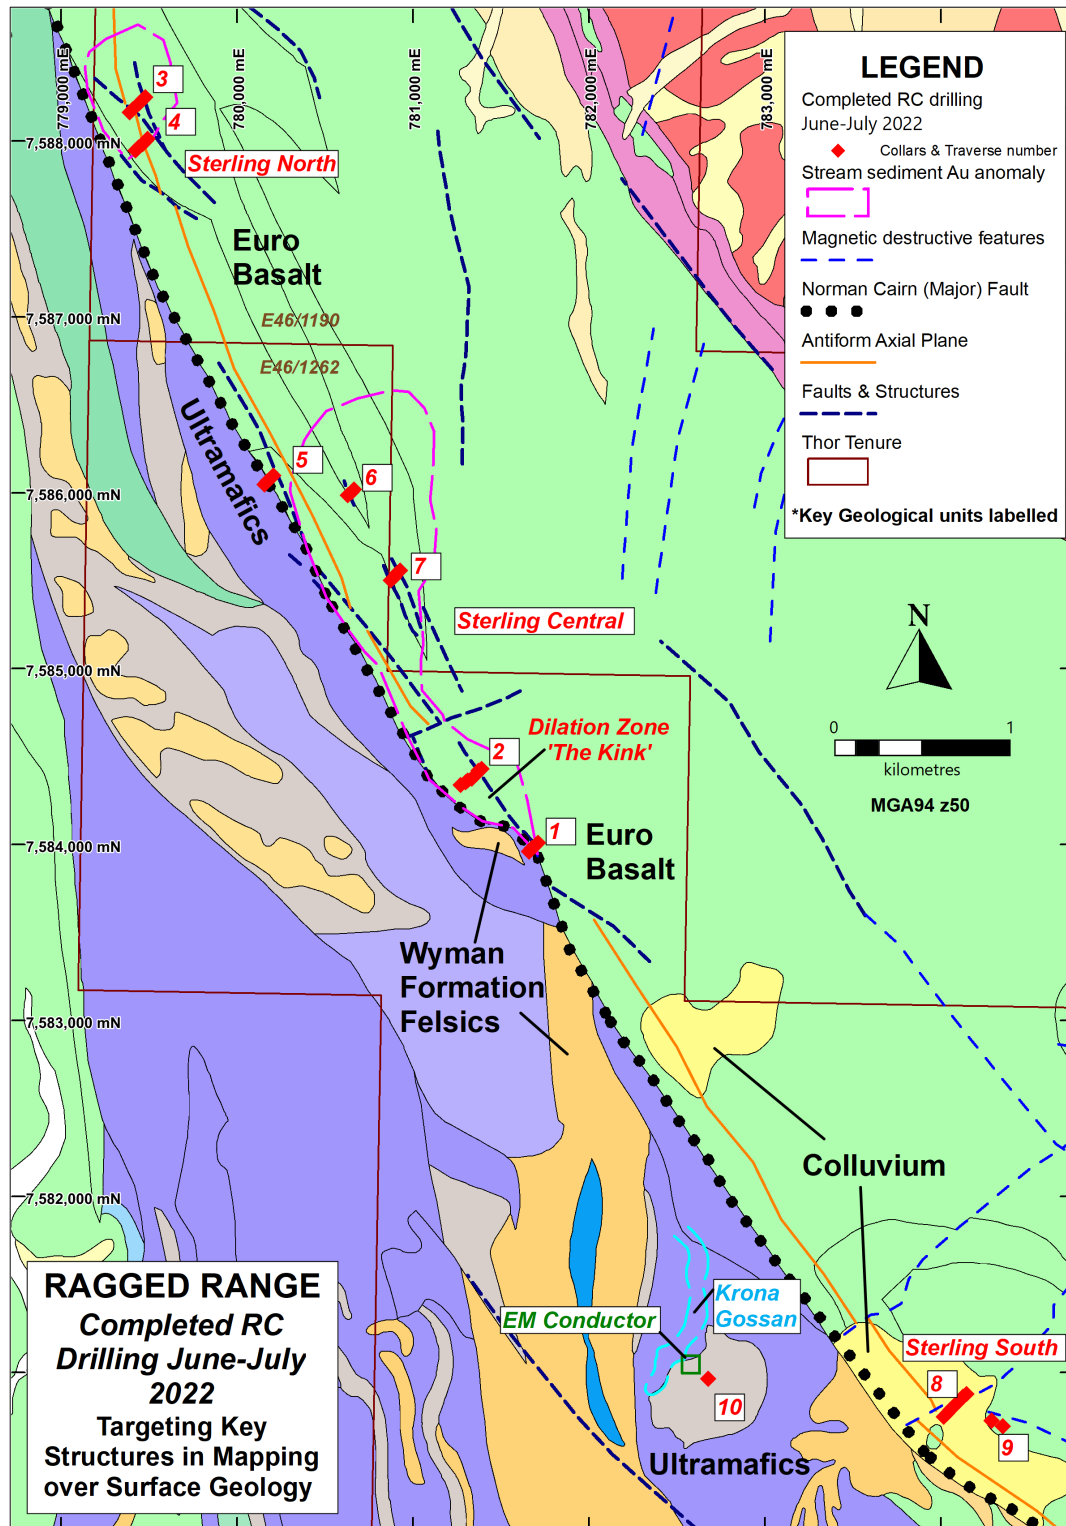 779,000 mE
780,000 mE
781,000 mE
782,000 mE
783,000 mE
LEGEND
Completed RC drilling
June-July 2022
Collars & Traverse number
Stream sediment Au anomaly
Magnetic destructive features
Norman Cairn (Major) Fault
Antiform Axial Plane
Faults & Structures
Thor Tenure
*Key Geological units labelled
3
4
7,588,000 mN
Sterling North
Euro
Basalt
E46/1190
7,587,000 mN
E46/1262
Ultramafics
5
6
7,586,000 mN
7
Sterling Central
N
7,585,000 mN
Dilation Zone
'The Kink'
2
0 1
kilometres
MGA94 z50
1
Euro
Basalt
7,584,000 mN
Wyman
Formation
Felsics
7,583,000 mN
Colluvium
7,582,000 mN
RAGGED RANGE
Completed RC
Drilling June-July
2022
Targeting Key
Structures in Mapping
over Surface Geology
Krona
Gossan
EM Conductor
Sterling South
8
10
9
Ultramafics